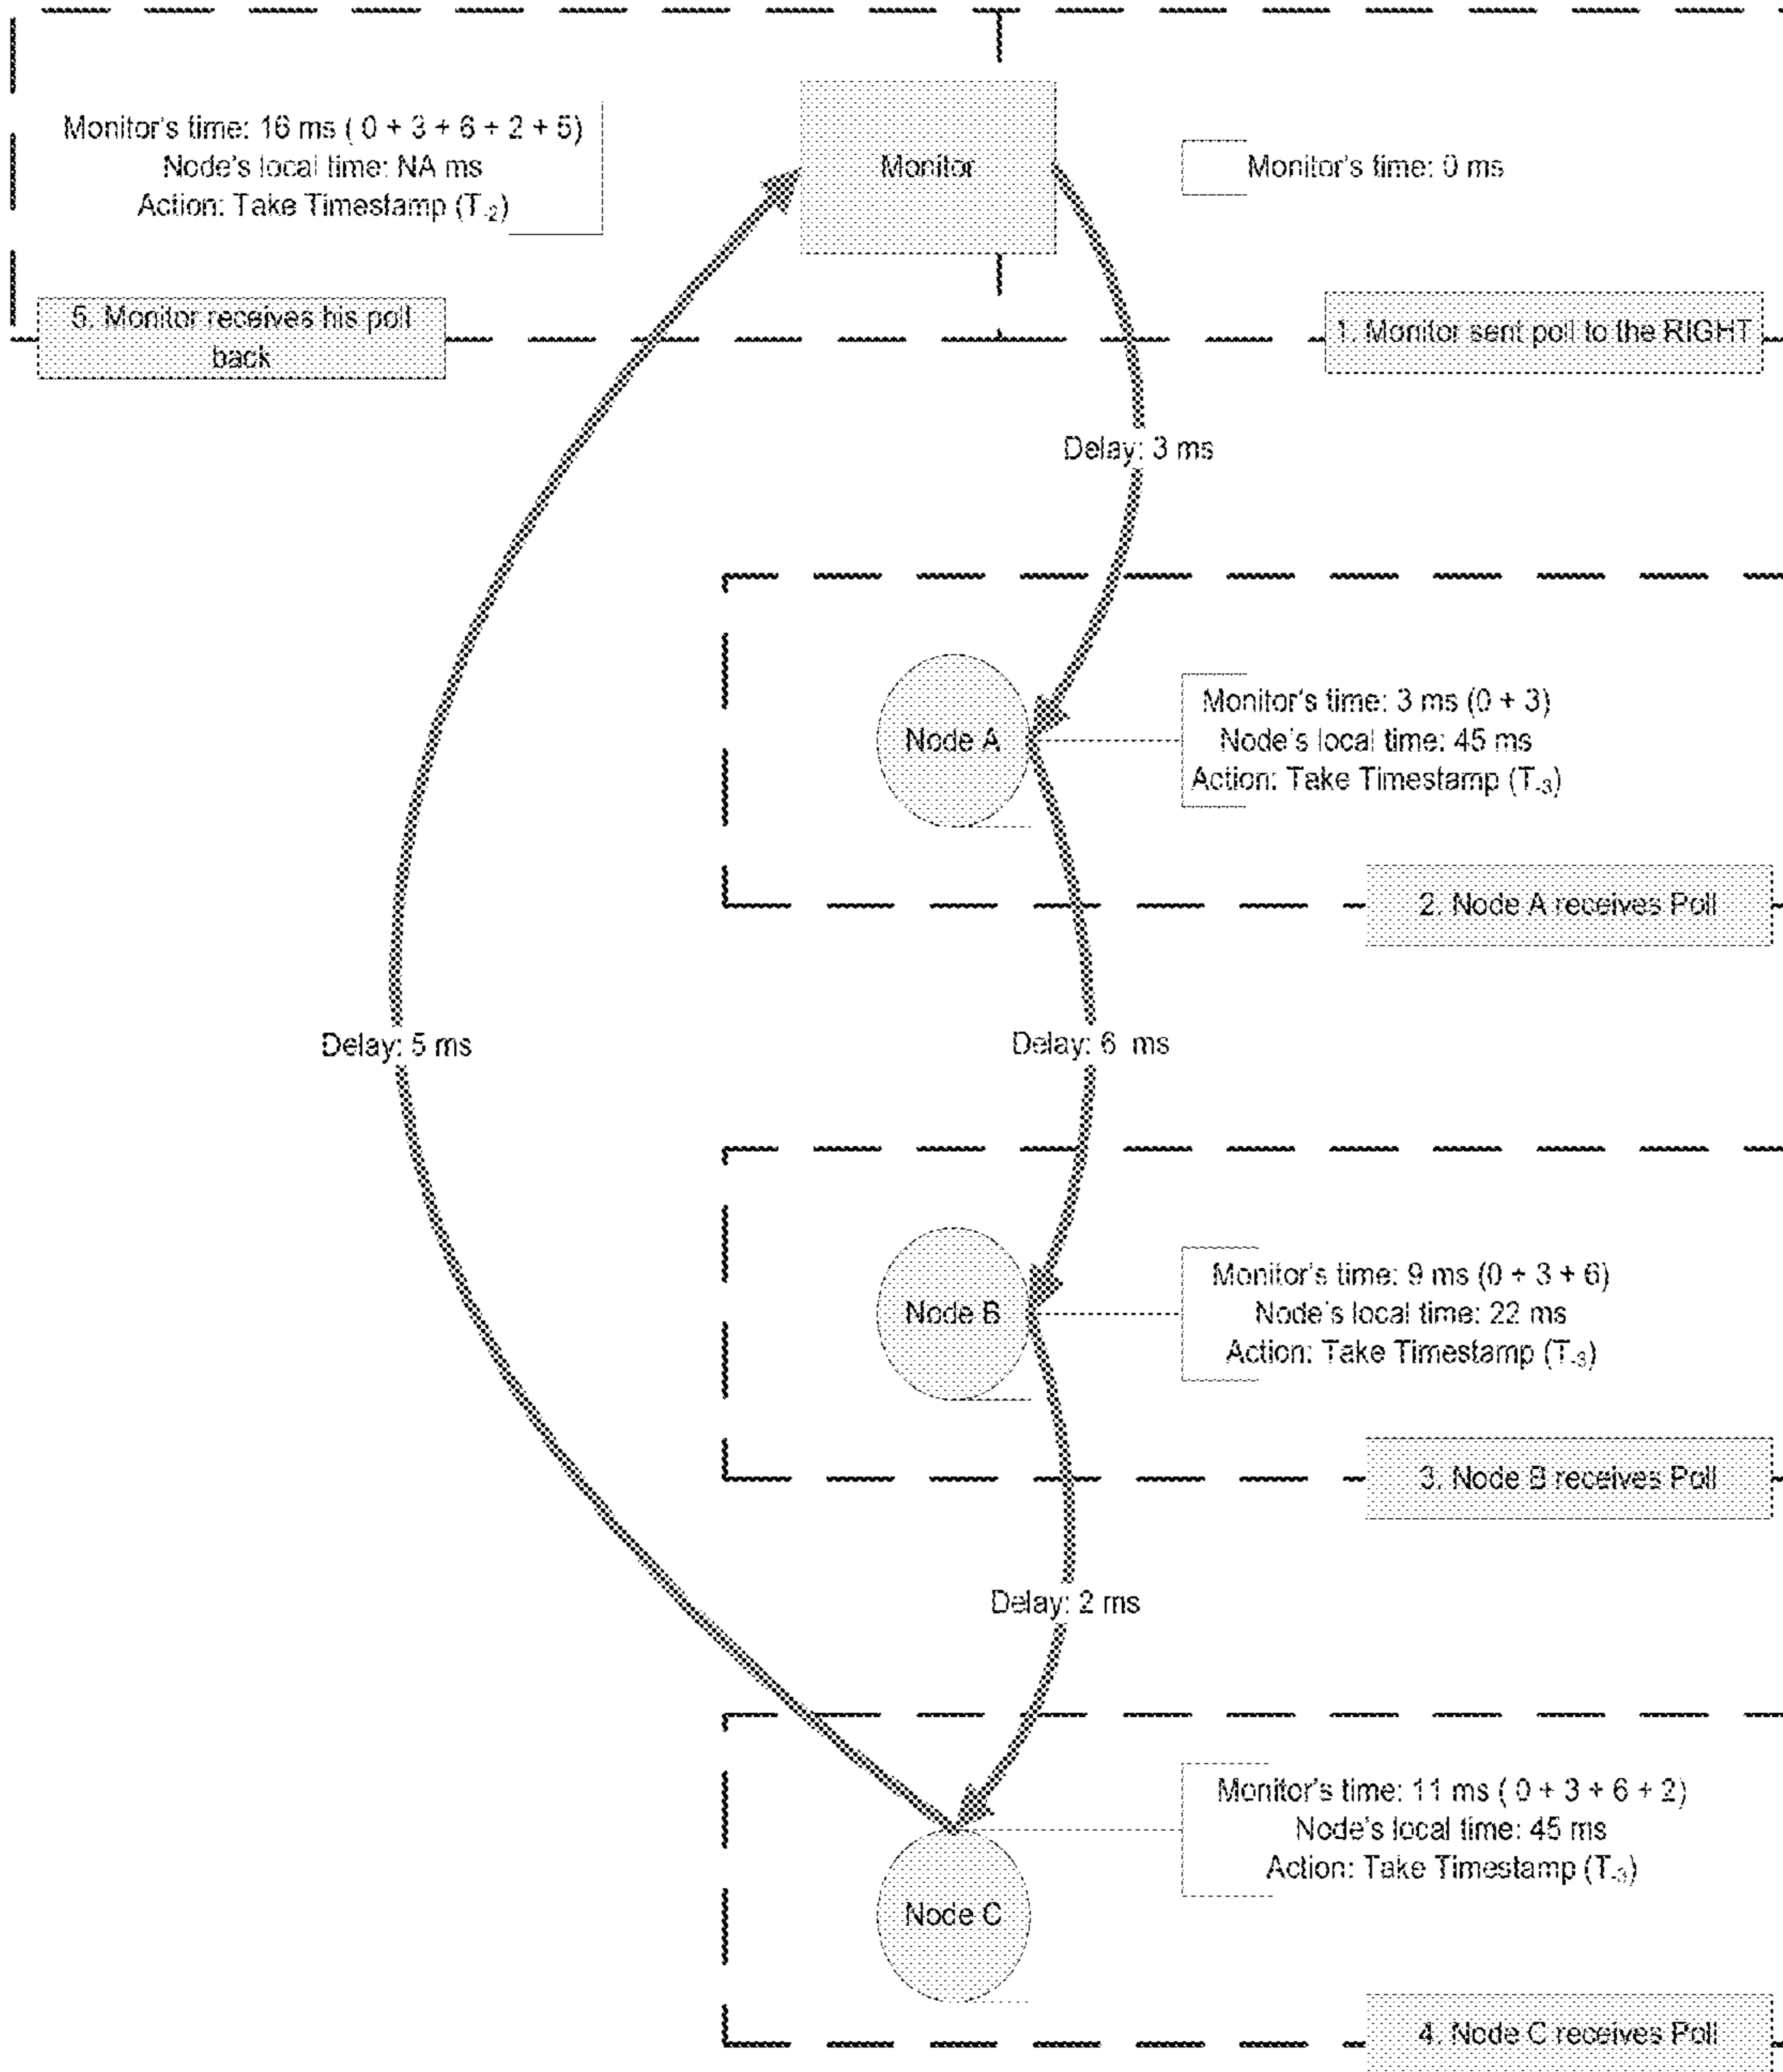 Monitor's time: 16 ms ( 0 + 3 + 6 + 2 + 5)
Node's local time: NA ms
Action: Take Timestamp (T-2)
Monitor
Monitor's time: 0 ms
5. Monitor receives his poll
back
1. Monitor sent poll to the RIGHT
Delay: 3 ms
Node A
Monitor's time: 3 ms (0 + 3)
Node's local time: 45 ms
Action: Take Timestamp (T-3)
2. Node A receives Poll
Delay: 5 ms
Delay: 6 ms
Node B
Monitor's time: 9 ms (0 + 3 + 6)
Node's local time: 22 ms
Action: Take Timestamp (T-3)
3. Node B receives Poll
Delay: 2 ms
Monitor's time: 11 ms ( 0 + 3 + 6 + 2)
Node's local time: 45 ms
Action: Take Timestamp (T-3)
Node C
4. Node C receives Poll